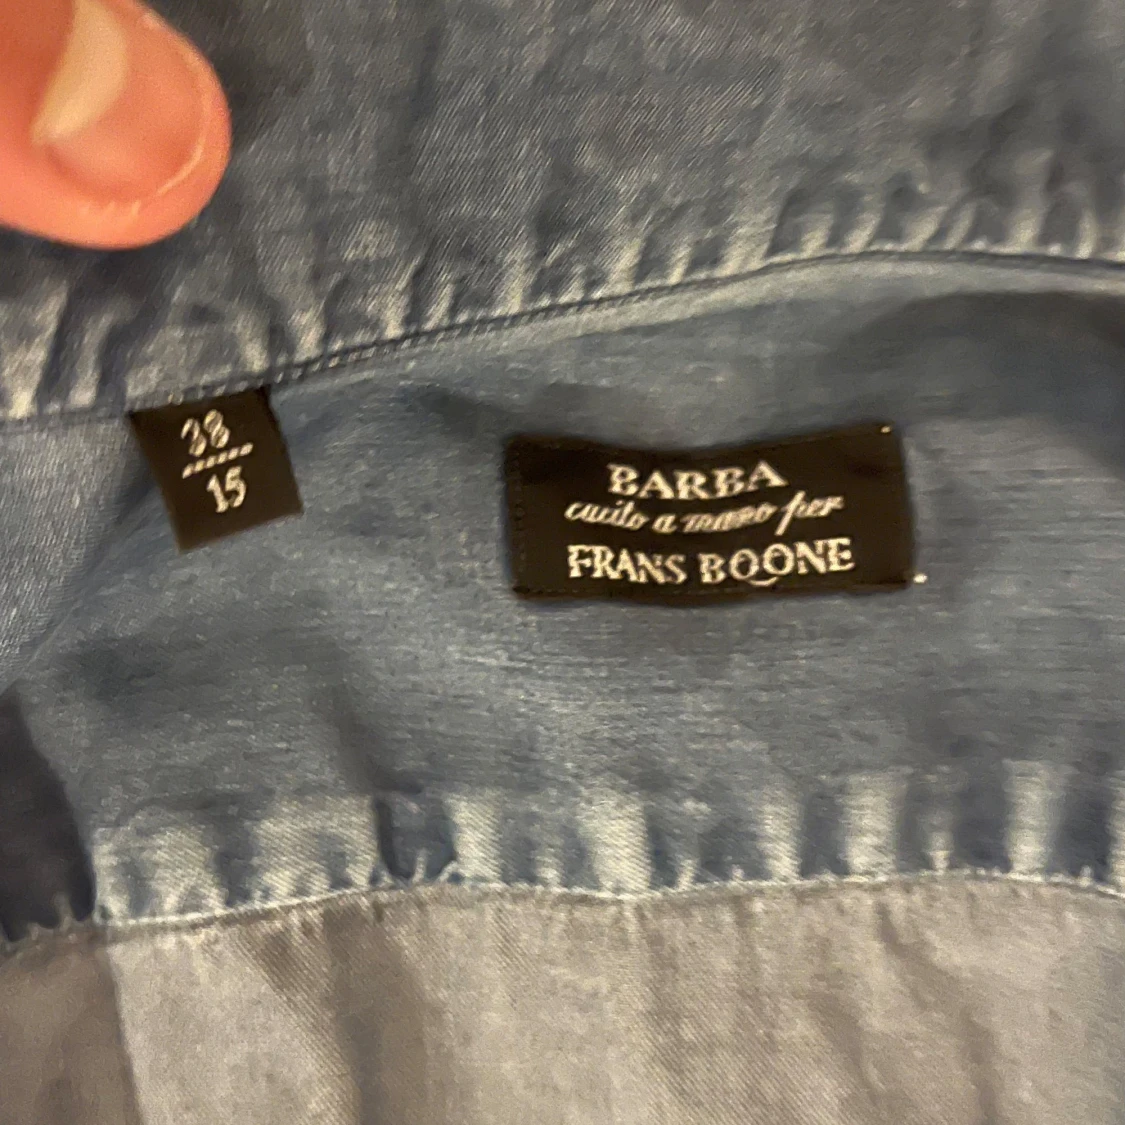 38
15
BARBA
cucito a mano per
FRANS BOONE